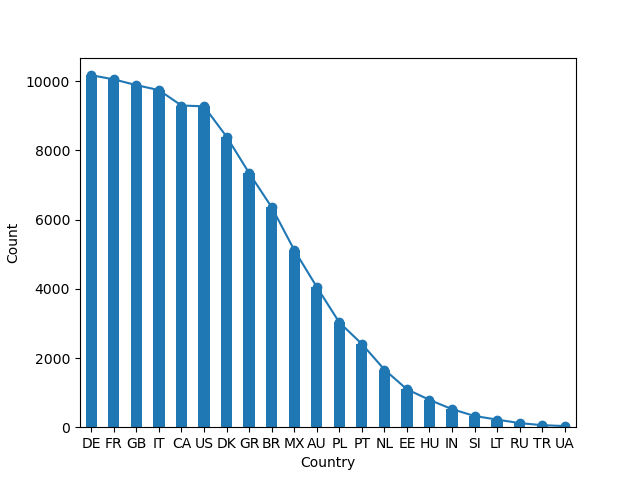 10000
8000
6000
4000
2000
0
Count
DE FR GB IT CA US DK GR BR MX AU PL PT NL EE HU IN SI LT RU TR UA
Country